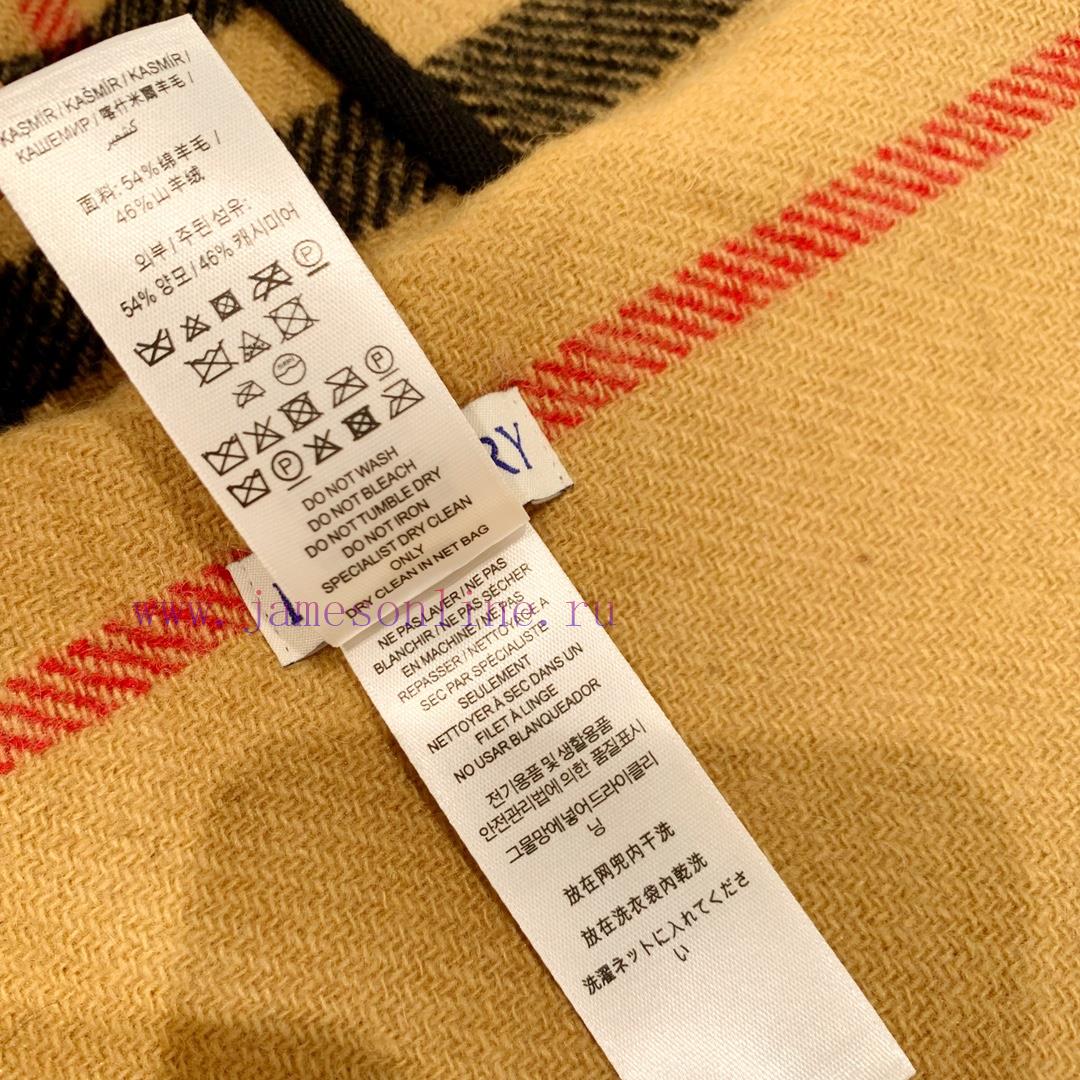 KAŞMİR / KAŠMÍR / KASMÍR /
КАШЕМИР / 喀什米爾羊毛 /
كشمير
面料: 54%绵羊毛 /
46%山羊绒
외부 / 주된 섬유:
54% 양모 / 46% 캐시미어
DO NOT WASH
DO NOT BLEACH
DO NOT TUMBLE DRY
DO NOT IRON
SPECIALIST DRY CLEAN
ONLY
DRY CLEAN IN NET BAG
RY
www.jamesonline.ru
NE PAS LAVER / NE PAS
BLANCHIR / NE PAS SÉCHER
EN MACHINE / NE PAS
REPASSER / NETTOYAGE A
SEC PAR SPÉCIALISTE
SEULEMENT
NETTOYER À SEC DANS UN
FILET À LINGE
NO USAR BLANQUEADOR
전기용품 및 생활용품
안전관리법에 의한 품질표시
그물망에 넣어 드라이클리
닝
放在网兜内干洗
放在洗衣袋內乾洗
洗濯ネットに入れてくださ
い